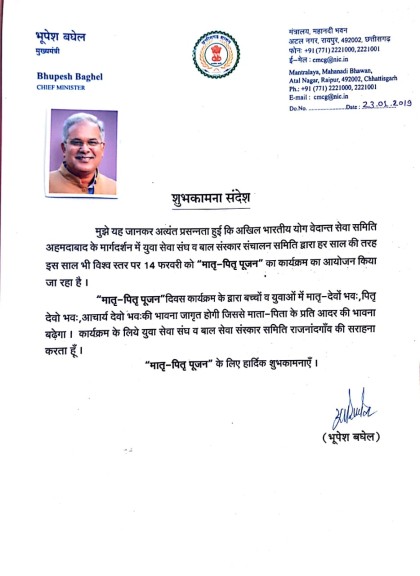 भूपेश बघेल
मुख्यमंत्री
Bhupesh Baghel
CHIEF MINISTER
मंत्रालय, महानदी भवन
अटल नगर, रायपुर, 492002, छत्तीसगढ़
फोनः +91 (771) 2221000, 2221001
ई-मेल : cmcg@nic.in
Mantralaya, Mahanadi Bhawan,
Atal Nagar, Raipur, 492002, Chhattisgarh
Ph.: +91 (771) 2221000, 2221001
E-mail : cmcg@nic.in
Do.No. ................Date : 23.01.2019
शुभकामना संदेश
मुझे यह जानकर अत्यंत प्रसन्नता हुई कि अखिल भारतीय योग वेदान्त सेवा समिति
अहमदाबाद के मार्गदर्शन में युवा सेवा संघ व बाल संस्कार संचालन समिति द्वारा हर साल की तरह
इस साल भी विश्व स्तर पर 14 फरवरी को "मातृ-पितृ पूजन" का कार्यक्रम का आयोजन किया
जा रहा है ।
"मातृ-पितृ पूजन"दिवस कार्यक्रम के द्वारा बच्चों व युवाओं में मातृ-देवों भवः,पितृ
देवो भवः,आचार्य देवो भवःकी भावना जागृत होगी जिससे माता-पिता के प्रति आदर की भावना
बढ़ेगा । कार्यक्रम के लिये युवा सेवा संघ व बाल सेवा संस्कार समिति राजनांदगाँव की सराहना
करता हूँ ।
"मातृ-पितृ पूजन" के लिए हार्दिक शुभकामनाएँ ।
(भूपेश बघेल)